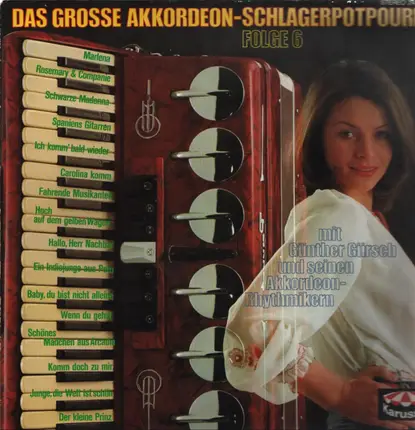 DAS GROSSE AKKORDEON-SCHLAGERPOTPOUR
FOLGE 6
Marlena
Rosemary & Companie
Schwarze Madonna
Spaniens Gitarren
Ich komm' bald wieder
Carolina komm
Fahrende Musikanten
Hoch
auf dem gelben Wagen
Hallo, Herr Nachbar
Ein Indiojunge aus Peru
Baby, du bist nicht allein
Wenn du gehst
Schönes
Mädchen aus Arcadia
Komm doch zu mir
Junge, die Welt ist schön
Der kleine Prinz
mit
Günther Gürsch
und seinen
Akkordeon-
Rhythmikern
Karuss